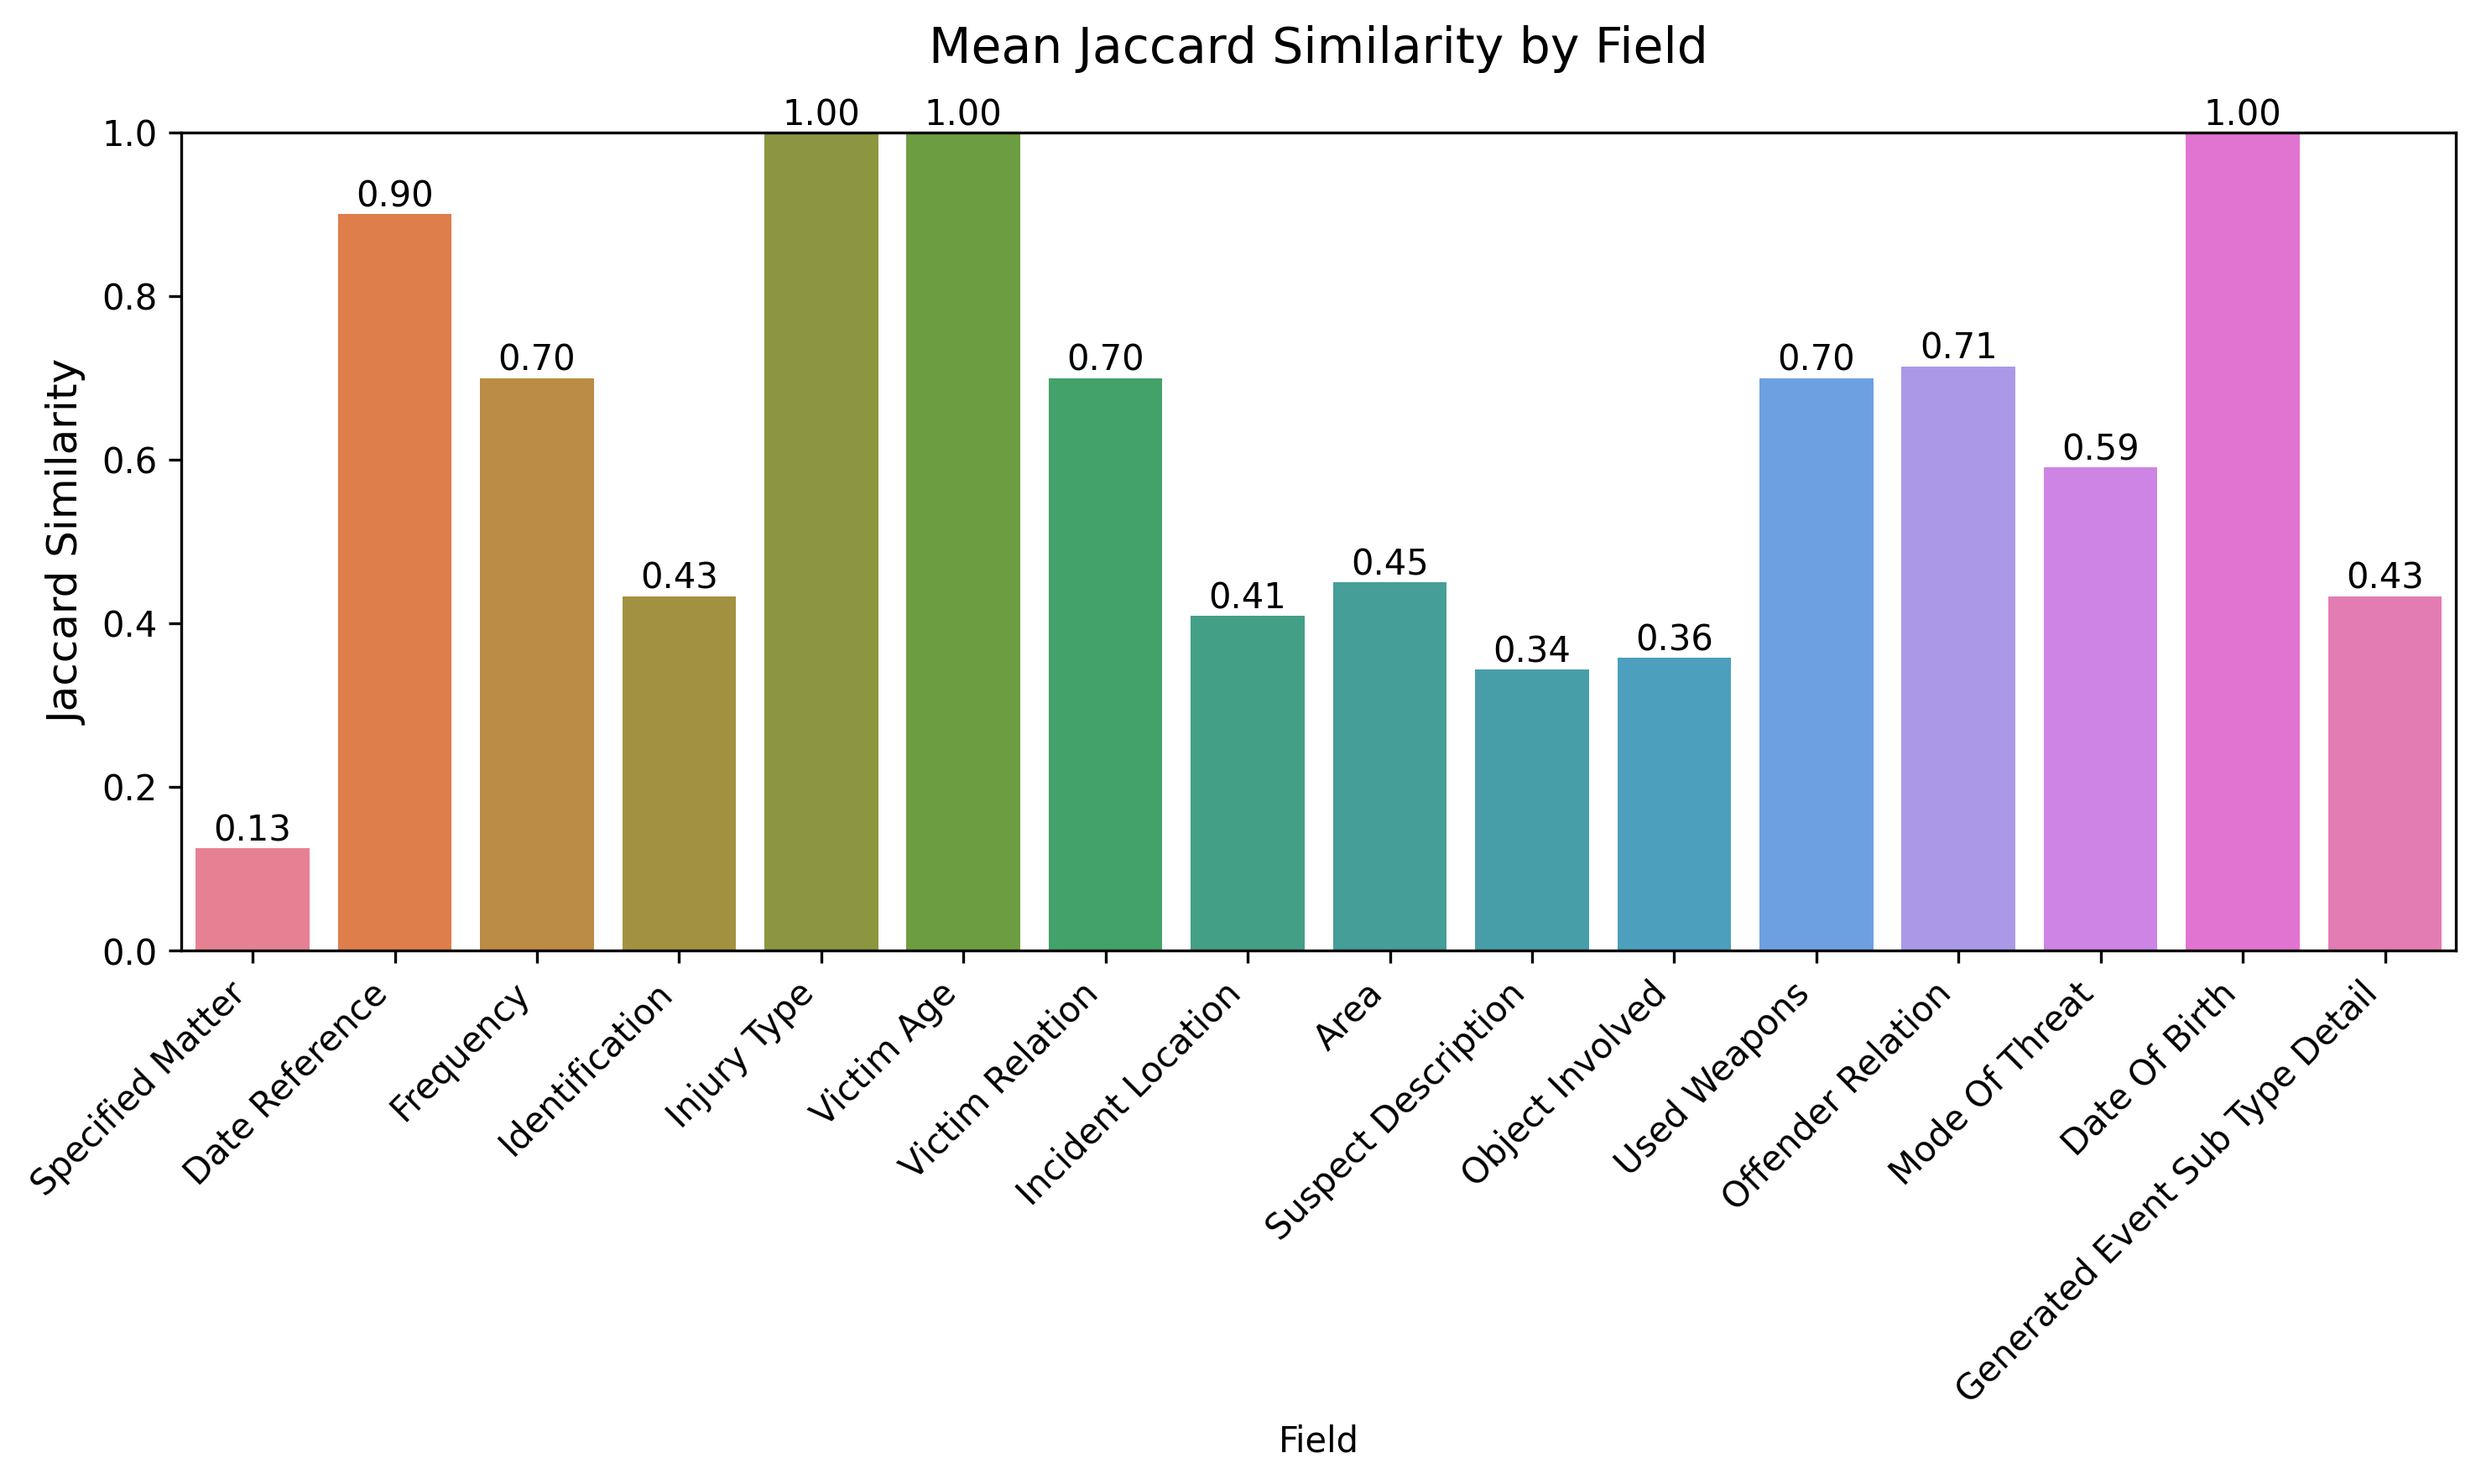 Mean Jaccard Similarity by Field
1.00 1.00 1.00
1.0
0.90
0.8
0.70 0.70 0.70 0.71
0.6
0.59
0.43 0.41 0.45 0.34 0.36 0.43
0.4
0.2
0.13
0.0
Jaccard Similarity
Specified Matter
Date Reference
Frequency
Identification
Injury Type
Victim Age
Victim Relation
Incident Location
Area
Suspect Description
Object Involved
Used Weapons
Offender Relation
Mode Of Threat
Date Of Birth
Generated Event Sub Type Detail
Field